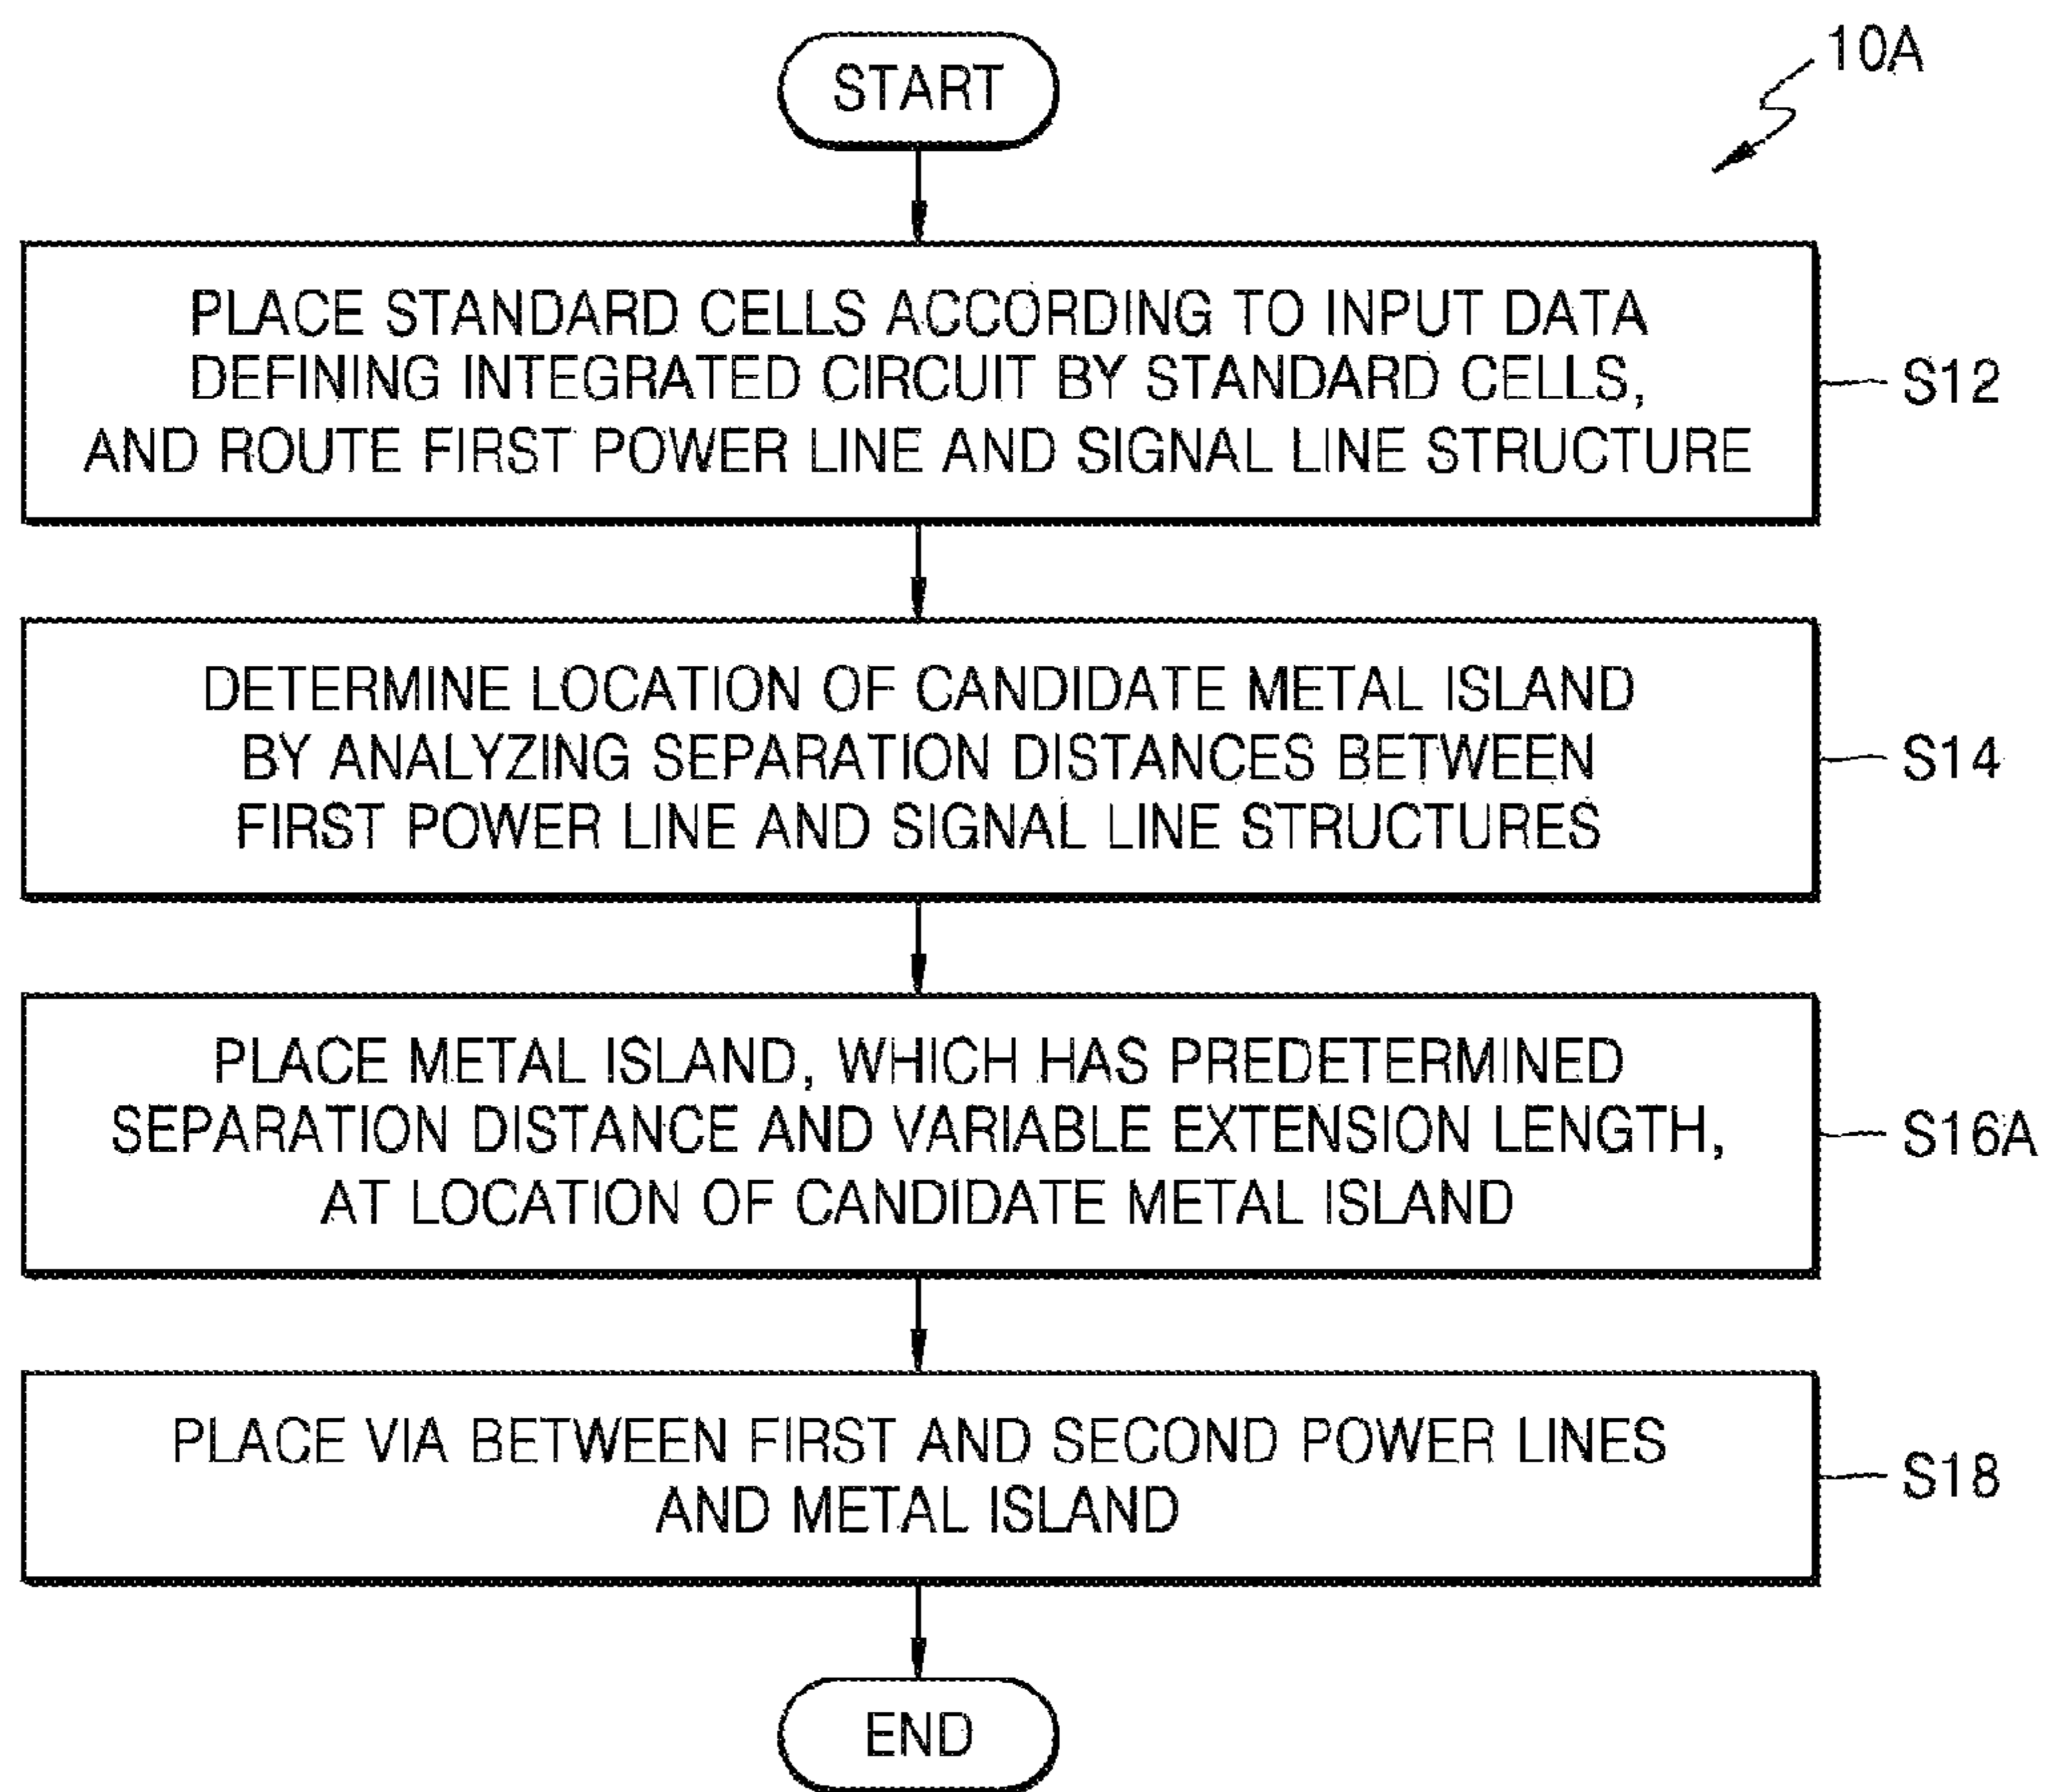 10A
START
PLACE STANDARD CELLS ACCORDING TO INPUT DATA
DEFINING INTEGRATED CIRCUIT BY STANDARD CELLS,
AND ROUTE FIRST POWER LINE AND SIGNAL LINE STRUCTURE
S12
DETERMINE LOCATION OF CANDIDATE METAL ISLAND
BY ANALYZING SEPARATION DISTANCES BETWEEN
FIRST POWER LINE AND SIGNAL LINE STRUCTURES
S14
PLACE METAL ISLAND, WHICH HAS PREDETERMINED
SEPARATION DISTANCE AND VARIABLE EXTENSION LENGTH,
AT LOCATION OF CANDIDATE METAL ISLAND
S16A
PLACE VIA BETWEEN FIRST AND SECOND POWER LINES
AND METAL ISLAND
S18
END